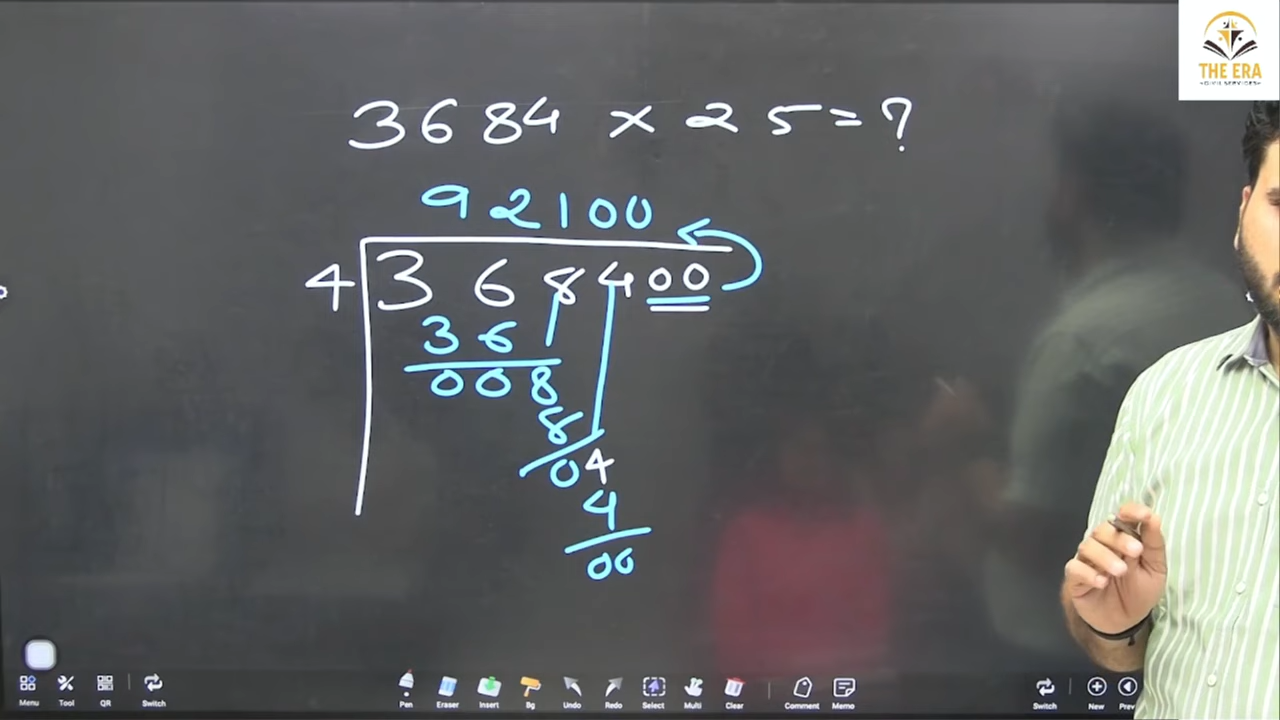 THE ERA
3684 × 25 = ?
92100
4 368400
36
008
8
04
4
00
Menu Tool QR Switch Pen Eraser Insert Bg Undo Redo Select Multi Clear Comment Memo Switch New Prev